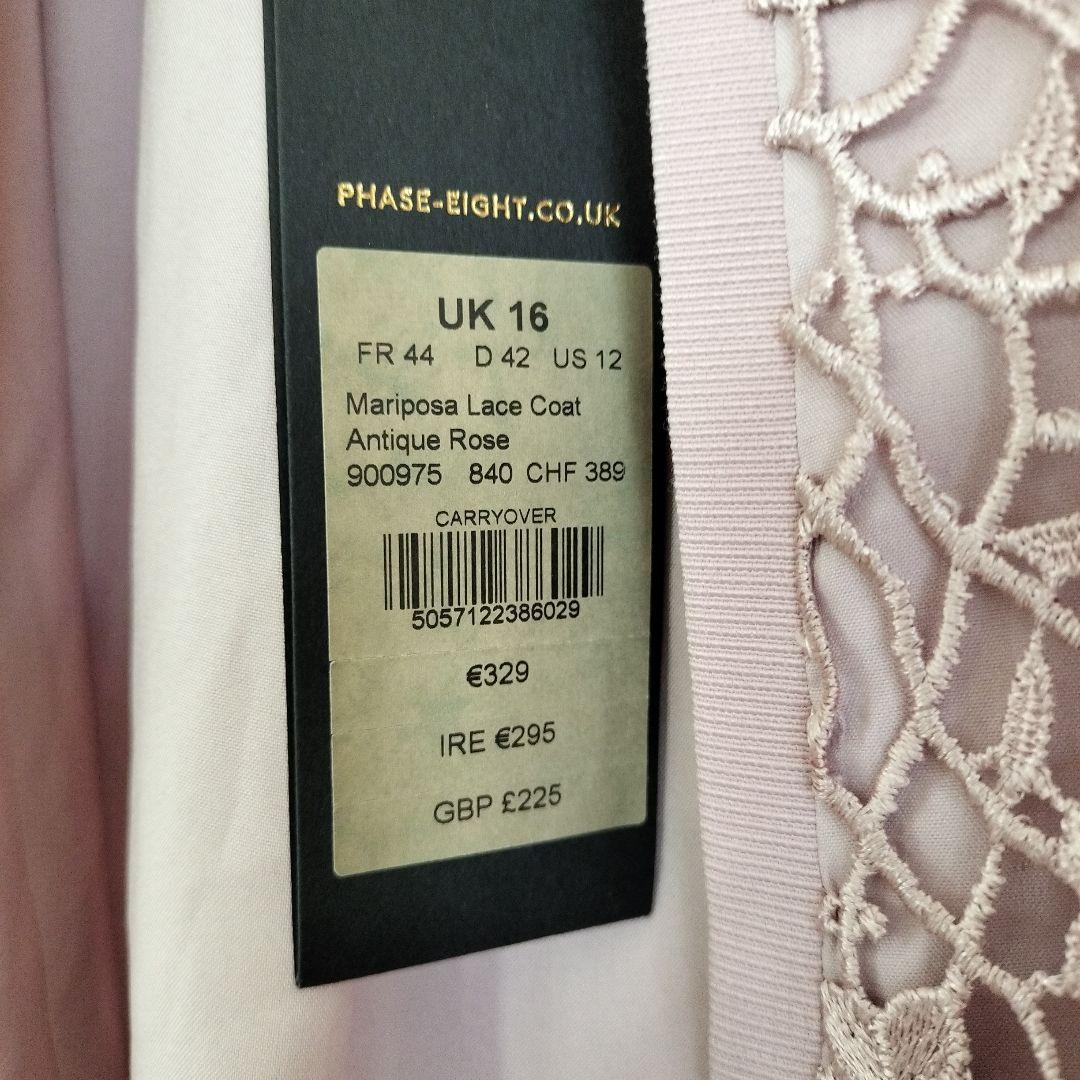 PHASE-EIGHT.CO.UK
UK 16
FR 44 D 42 US 12
Mariposa Lace Coat
Antique Rose
900975 840 CHF 389
CARRYOVER
5057122386029
€329
IRE €295
GBP £225